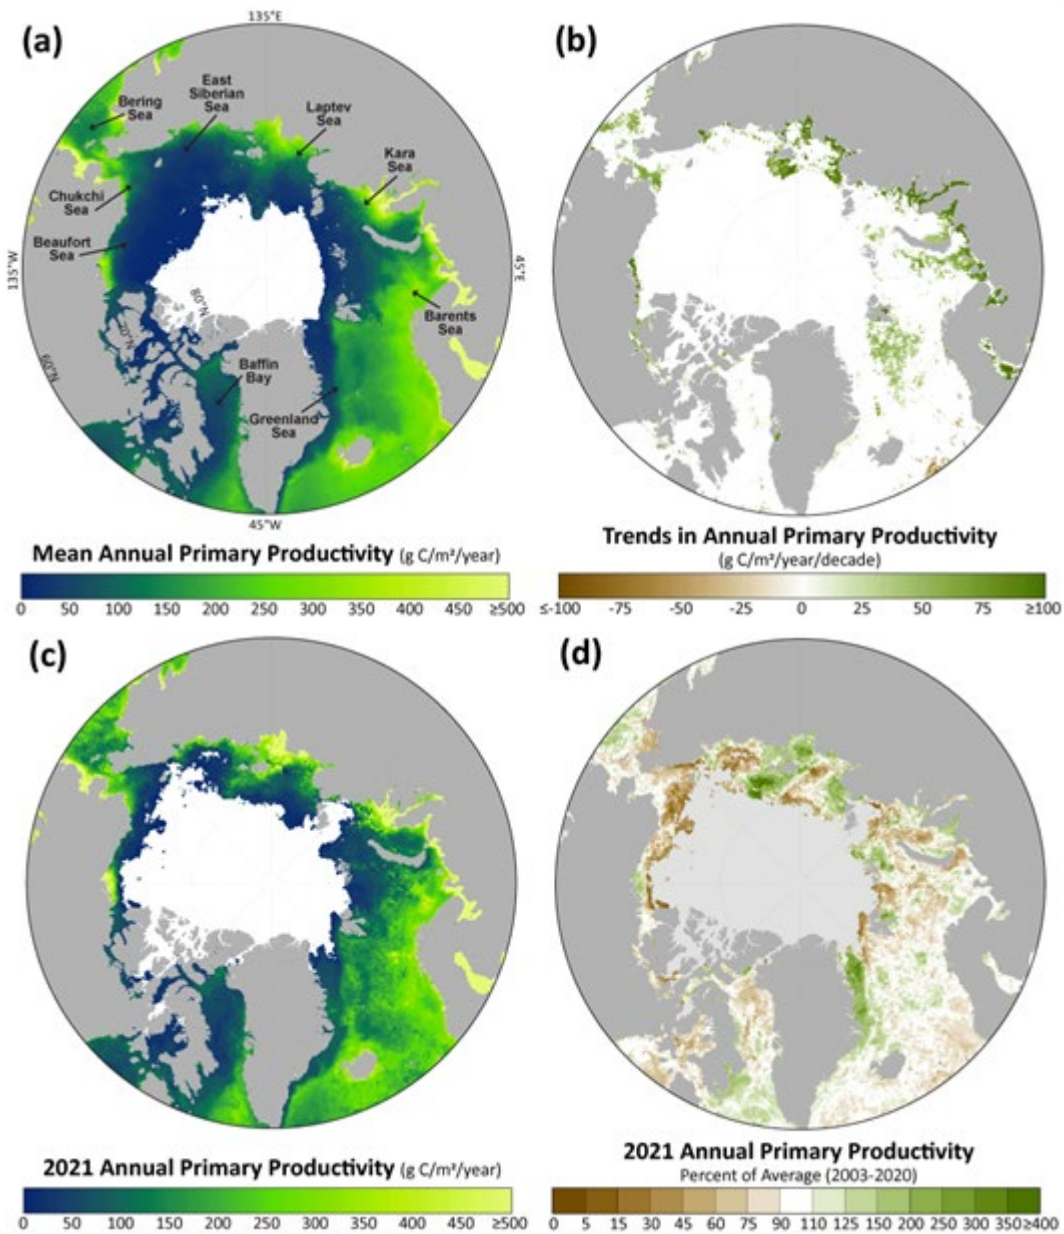 (a)
135°E
Bering
Sea
East
Siberian
Sea
Laptev
Sea
Kara
Sea
Chukchi
Sea
Beaufort
Sea
135°W
45°E
80°N
70°N
60°N
Barents
Sea
Baffin
Bay
Greenland
Sea
45°W
Mean Annual Primary Productivity (g C/m²/year)
0 50 100 150 200 250 300 350 400 450 ≥500
(b)
Trends in Annual Primary Productivity
(g C/m²/year/decade)
≤-100 -75 -50 -25 0 25 50 75 ≥100
(c)
2021 Annual Primary Productivity (g C/m²/year)
0 50 100 150 200 250 300 350 400 450 ≥500
(d)
2021 Annual Primary Productivity
Percent of Average (2003-2020)
0 5 15 30 45 60 75 90 110 125 150 200 250 300 350 ≥400